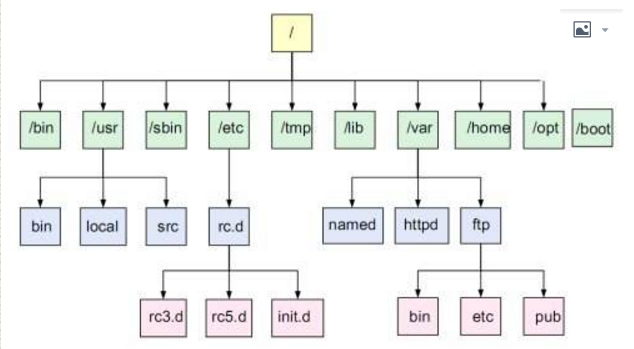 /
/bin /usr /sbin /etc /tmp /lib /var /home /opt /boot
bin local src rc.d named httpd ftp
rc3.d rc5.d init.d bin etc pub